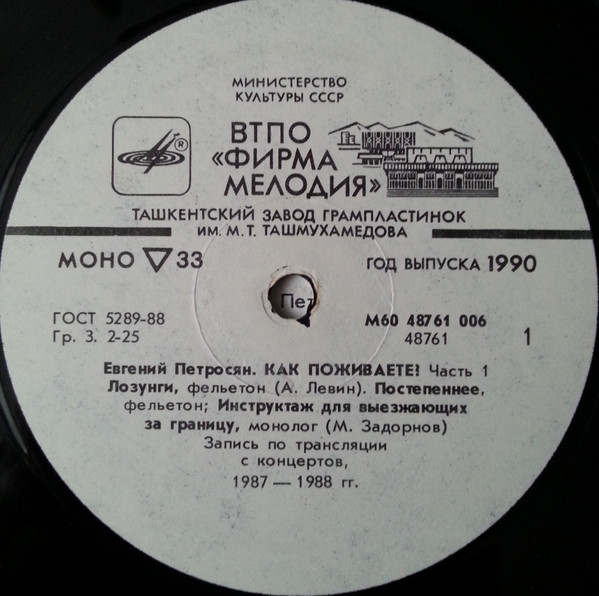 МИНИСТЕРСТВО
КУЛЬТУРЫ СССР
ВТПО
«ФИРМА
МЕЛОДИЯ»
®
ТАШКЕНТСКИЙ ЗАВОД ГРАМПЛАСТИНОК
ИМ. М. Т. ТАШМУХАМЕДОВА
МОНО ▽ 33
ГОД ВЫПУСКА 1990
Пет
ГОСТ 5289-88
Гр. 3. 2-25
М60 48761 006
48761
1
Евгений Петросян. КАК ПОЖИВАЕТЕ? Часть 1
Лозунги, фельетон (А. Левин). Постепеннее,
фельетон; Инструктаж для выезжающих
за границу, монолог (М. Задорнов)
Запись по трансляции
с концертов,
1987 — 1988 гг.